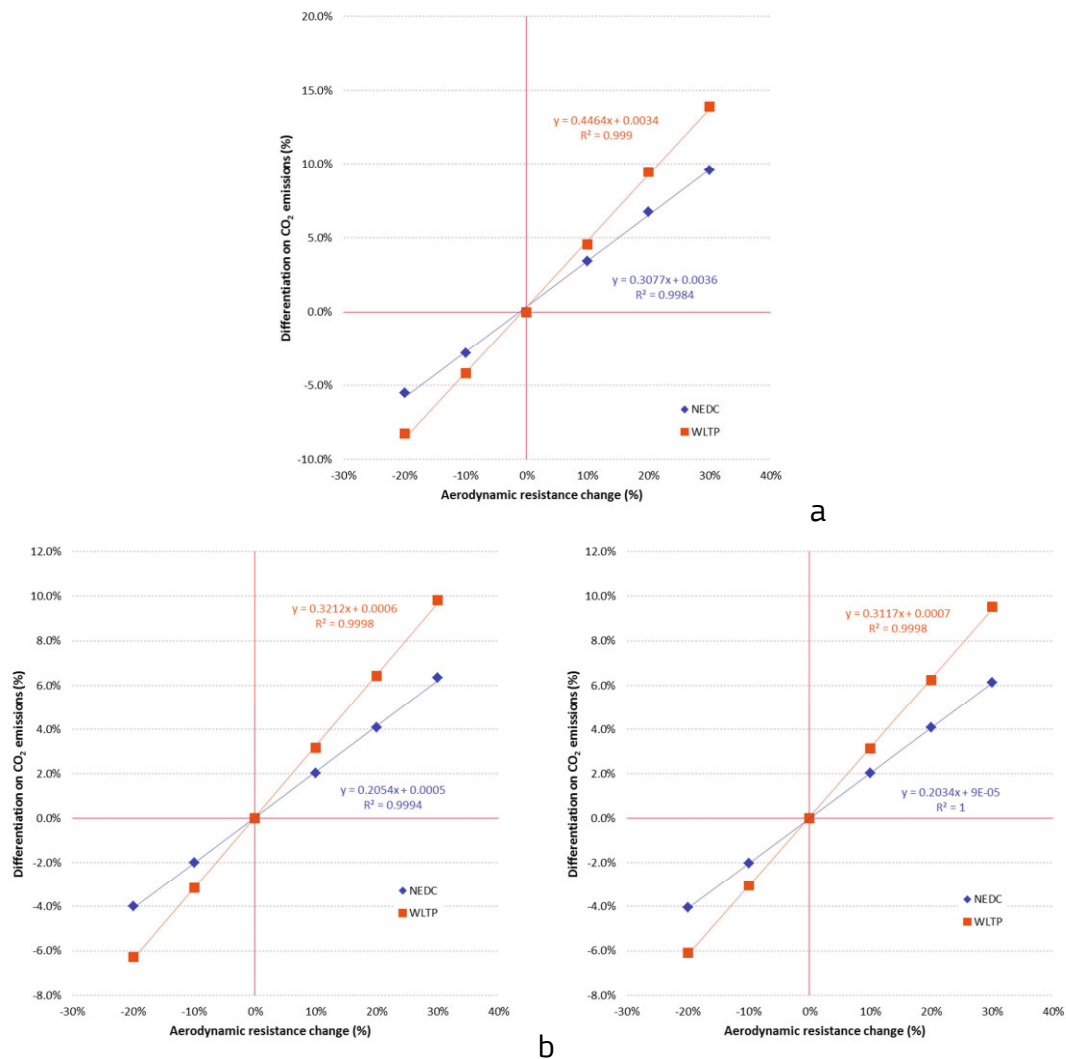 20.0%
15.0%
10.0%
5.0%
0.0%
-5.0%
-10.0%
Differentiation on CO₂ emissions (%)
y = 0.4464x + 0.0034
R² = 0.999
y = 0.3077x + 0.0036
R² = 0.9984
NEDC
WLTP
-30% -20% -10% 0% 10% 20% 30% 40%
Aerodynamic resistance change (%)
a
12.0%
10.0%
8.0%
6.0%
4.0%
2.0%
0.0%
-2.0%
-4.0%
-6.0%
-8.0%
Differentiation on CO₂ emissions (%)
y = 0.3212x + 0.0006
R² = 0.9998
y = 0.2054x + 0.0005
R² = 0.9994
NEDC
WLTP
-30% -20% -10% 0% 10% 20% 30% 40%
Aerodynamic resistance change (%)
12.0%
10.0%
8.0%
6.0%
4.0%
2.0%
0.0%
-2.0%
-4.0%
-6.0%
-8.0%
Differentiation on CO₂ emissions (%)
y = 0.3117x + 0.0007
R² = 0.9998
y = 0.2034x + 9E-05
R² = 1
NEDC
WLTP
-30% -20% -10% 0% 10% 20% 30% 40%
Aerodynamic resistance change (%)
b